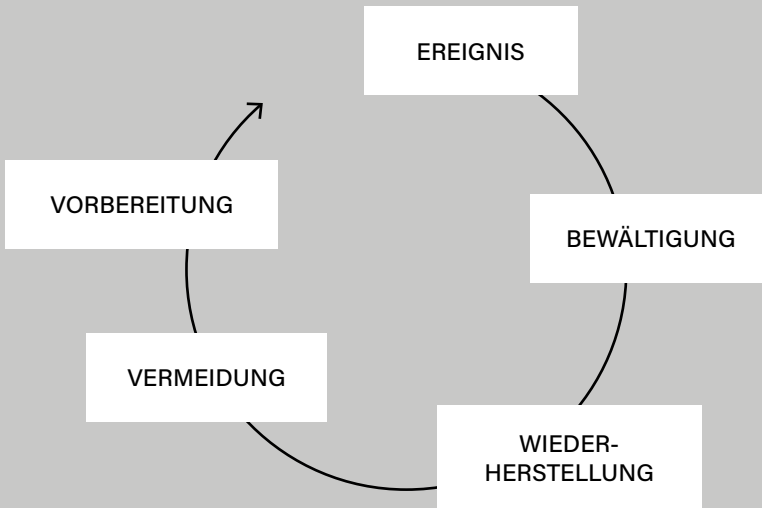 EREIGNIS
BEWÄLTIGUNG
WIEDER-
HERSTELLUNG
VERMEIDUNG
VORBEREITUNG